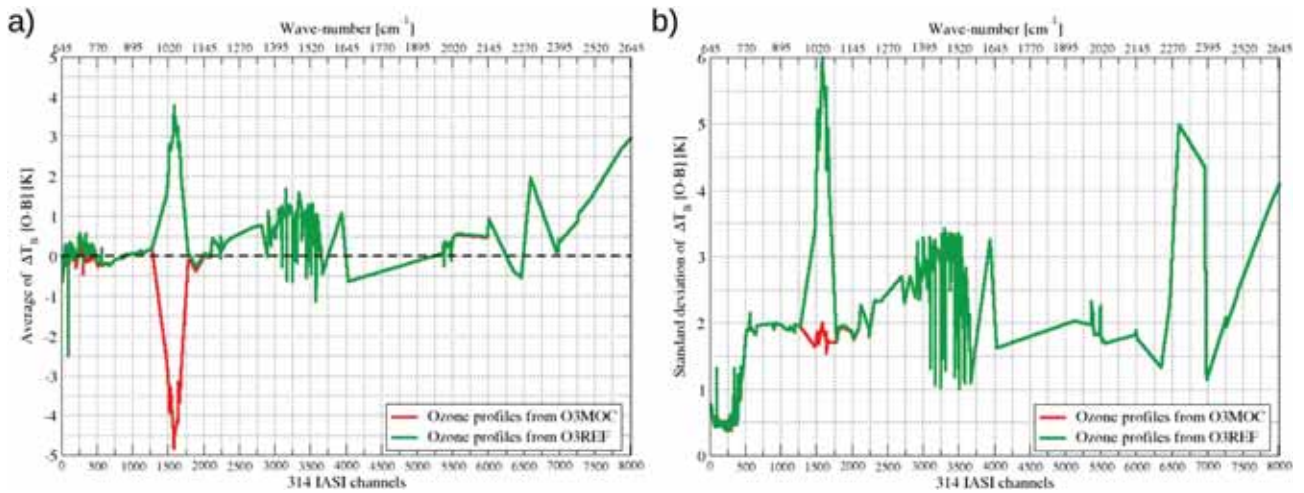 a)
Wave-number [cm-1]
645 770 895 1020 1145 1270 1395 1520 1645 1770 1895 2020 2145 2270 2395 2520 2645
5
4
3
2
1
0
-1
-2
-3
-4
-5
Average of ΔTB [O-B] [K]
Ozone profiles from O3MOC
Ozone profiles from O3REF
0 500 1000 1500 2000 2500 3000 3500 4000 4500 5000 5500 6000 6500 7000 7500 8000
314 IASI channels
b)
Wave-number [cm-1]
645 770 895 1020 1145 1270 1395 1520 1645 1770 1895 2020 2145 2270 2395 2520 2645
6
5
4
3
2
1
0
Standard deviation of ΔTB [O-B] [K]
Ozone profiles from O3MOC
Ozone profiles from O3REF
0 500 1000 1500 2000 2500 3000 3500 4000 4500 5000 5500 6000 6500 7000 7500 8000
314 IASI channels